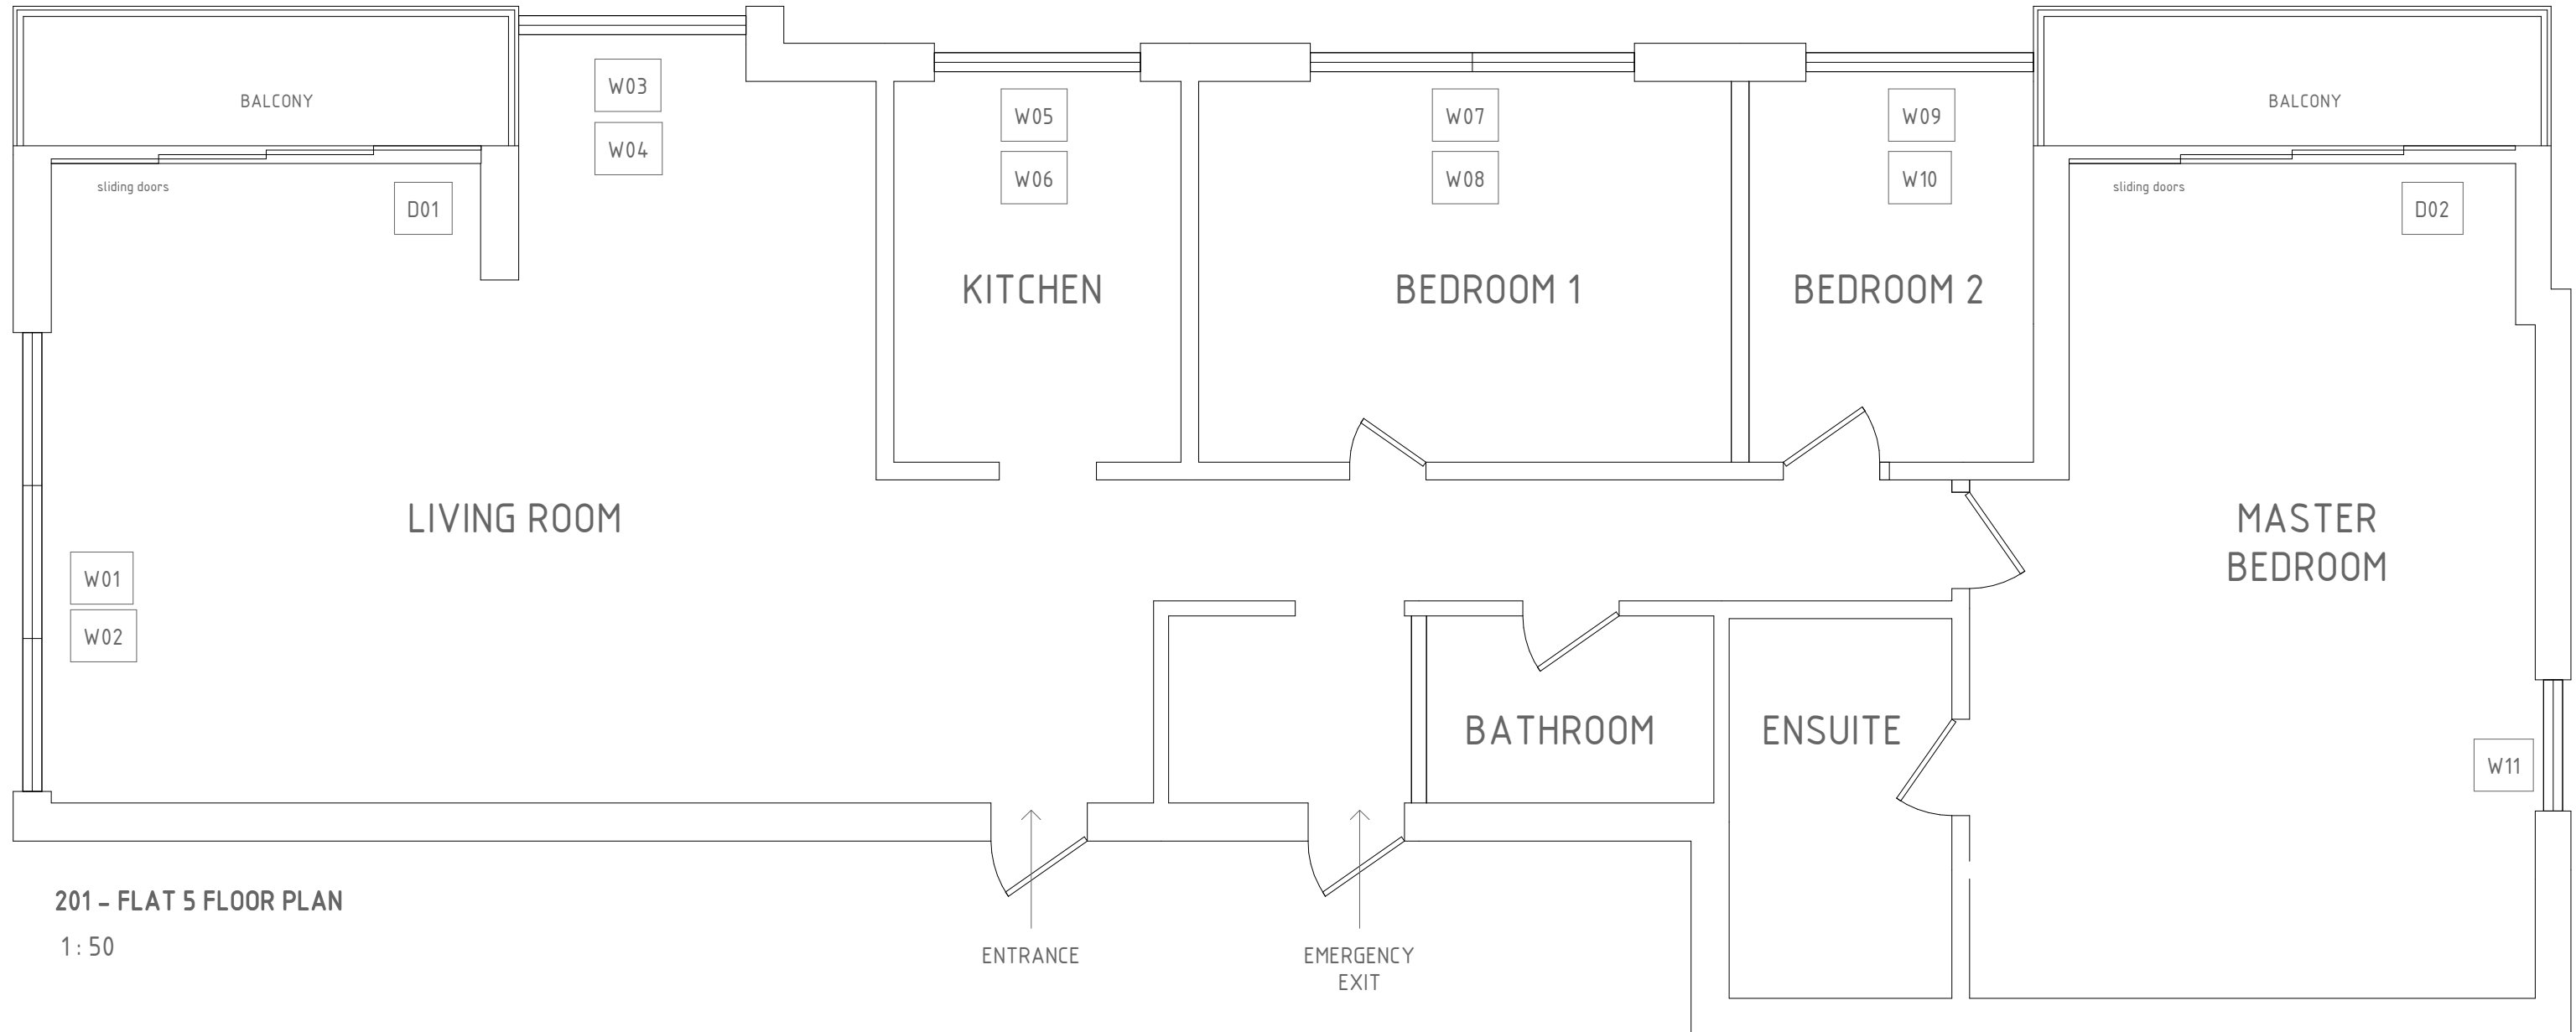 BALCONY
sliding doors
D01
W03
W04
W05
W06
W07
W08
W09
W10
BALCONY
sliding doors
D02
KITCHEN
BEDROOM 1
BEDROOM 2
LIVING ROOM
MASTER
BEDROOM
W01
W02
BATHROOM
ENSUITE
W11
201 - FLAT 5 FLOOR PLAN
1 : 50
ENTRANCE
EMERGENCY
EXIT